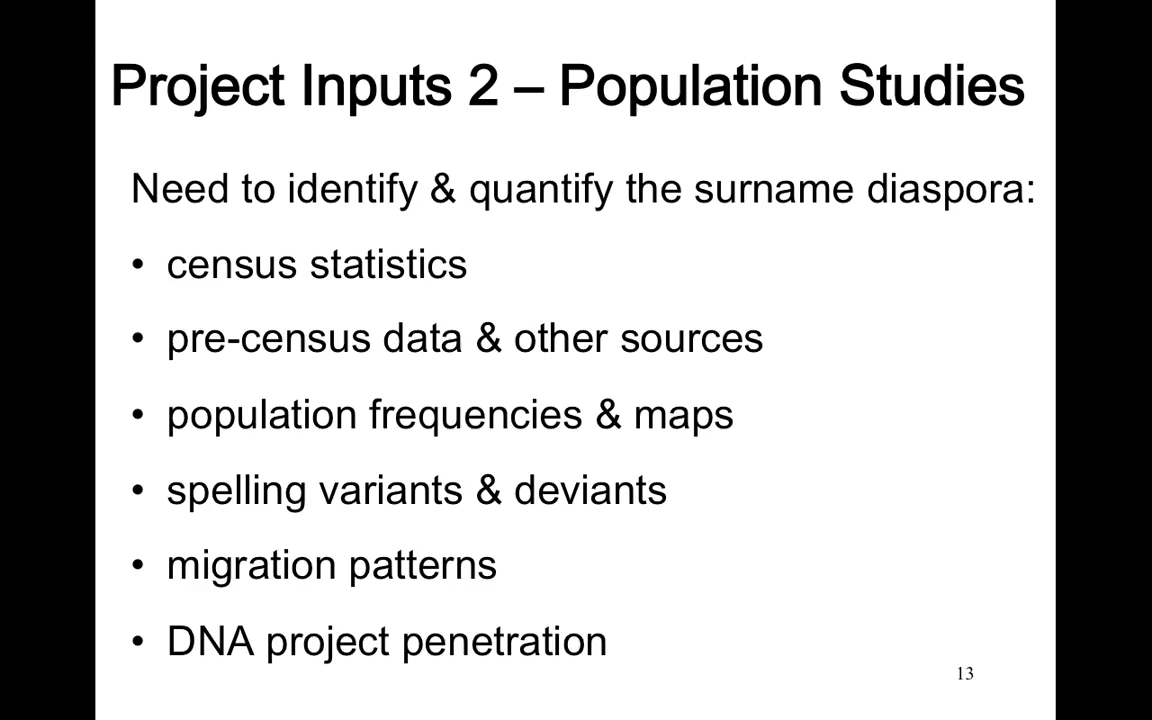 Project Inputs 2 – Population Studies
Need to identify & quantify the surname diaspora:
• census statistics
• pre-census data & other sources
• population frequencies & maps
• spelling variants & deviants
• migration patterns
• DNA project penetration
13